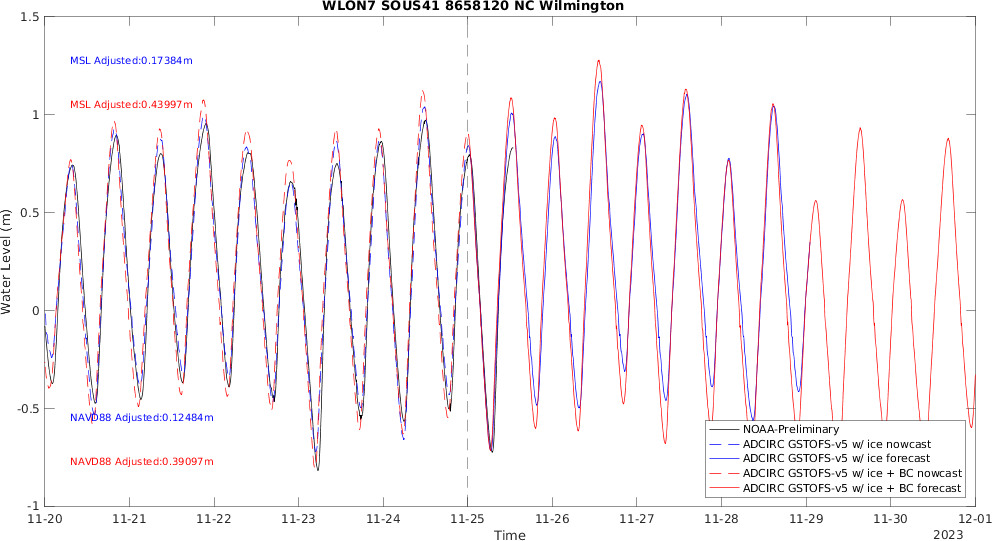 WLON7 SOUS41 8658120 NC Wilmington
1.5
1
0.5
0
-0.5
-1
Water Level (m)
MSL Adjusted:0.17384m
MSL Adjusted:0.43997m
NAVD88 Adjusted:0.12484m
NAVD88 Adjusted:0.39097m
NOAA-Preliminary
ADCIRC GSTOFS-v5 w/ ice nowcast
ADCIRC GSTOFS-v5 w/ ice forecast
ADCIRC GSTOFS-v5 w/ ice + BC nowcast
ADCIRC GSTOFS-v5 w/ ice + BC forecast
11-20 11-21 11-22 11-23 11-24 11-25 11-26 11-27 11-28 11-29 11-30 12-01
Time
2023